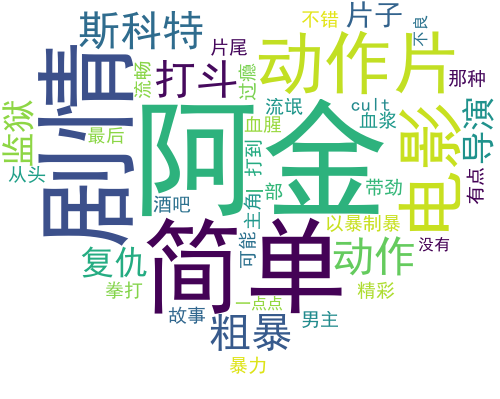 不错
片子
不良
斯科特
片尾
动作片
那种
剧情
流畅
打斗
过瘾
监狱
阿金
流氓
cult
血浆
导演
电影
最后
血腥
从头
打到
酒吧
部
带劲
有点
主角
以暴制暴
简单
可能
动作
没有
复仇
拳打
一点点
精彩
故事
粗暴
男主
暴力